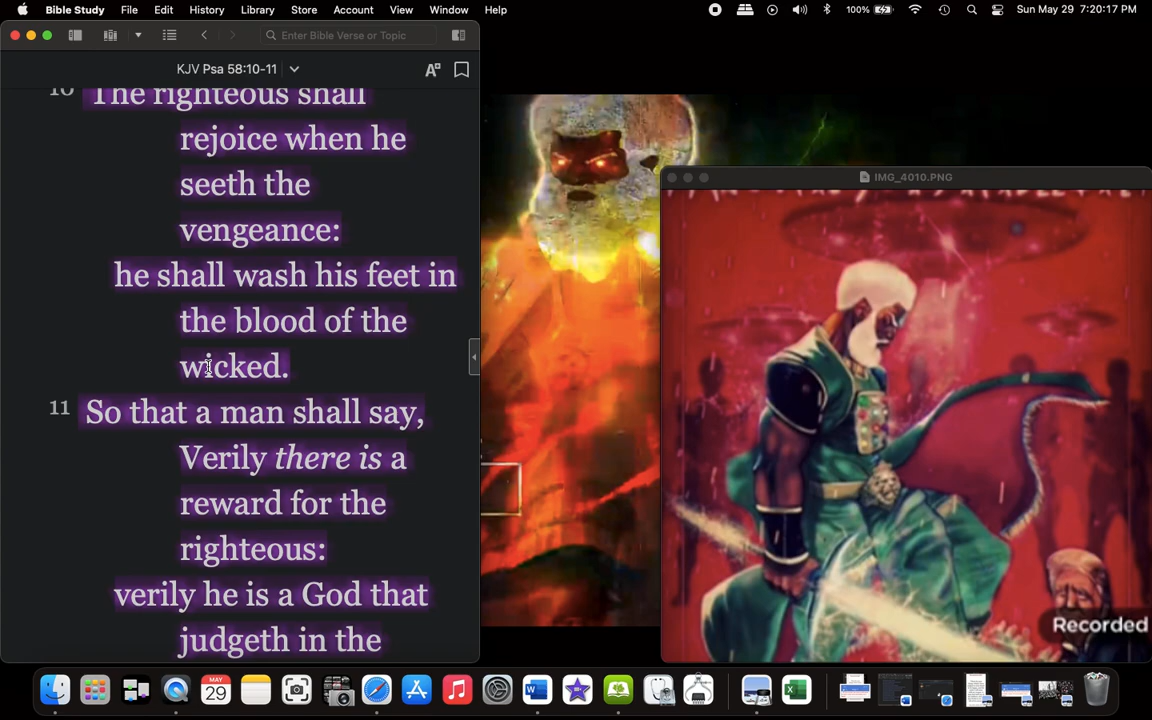 Bible Study File Edit History Library Store Account View Window Help 100% Sun May 29 7:20:17 PM
Enter Bible Verse or Topic
KJV Psa 58:10-11
IMG_4010.PNG
10 The righteous shall
rejoice when he
seeth the
vengeance:
he shall wash his feet in
the blood of the
wicked.
11 So that a man shall say,
Verily there is a
reward for the
righteous:
verily he is a God that
judgeth in the
Recorded
MAY
29